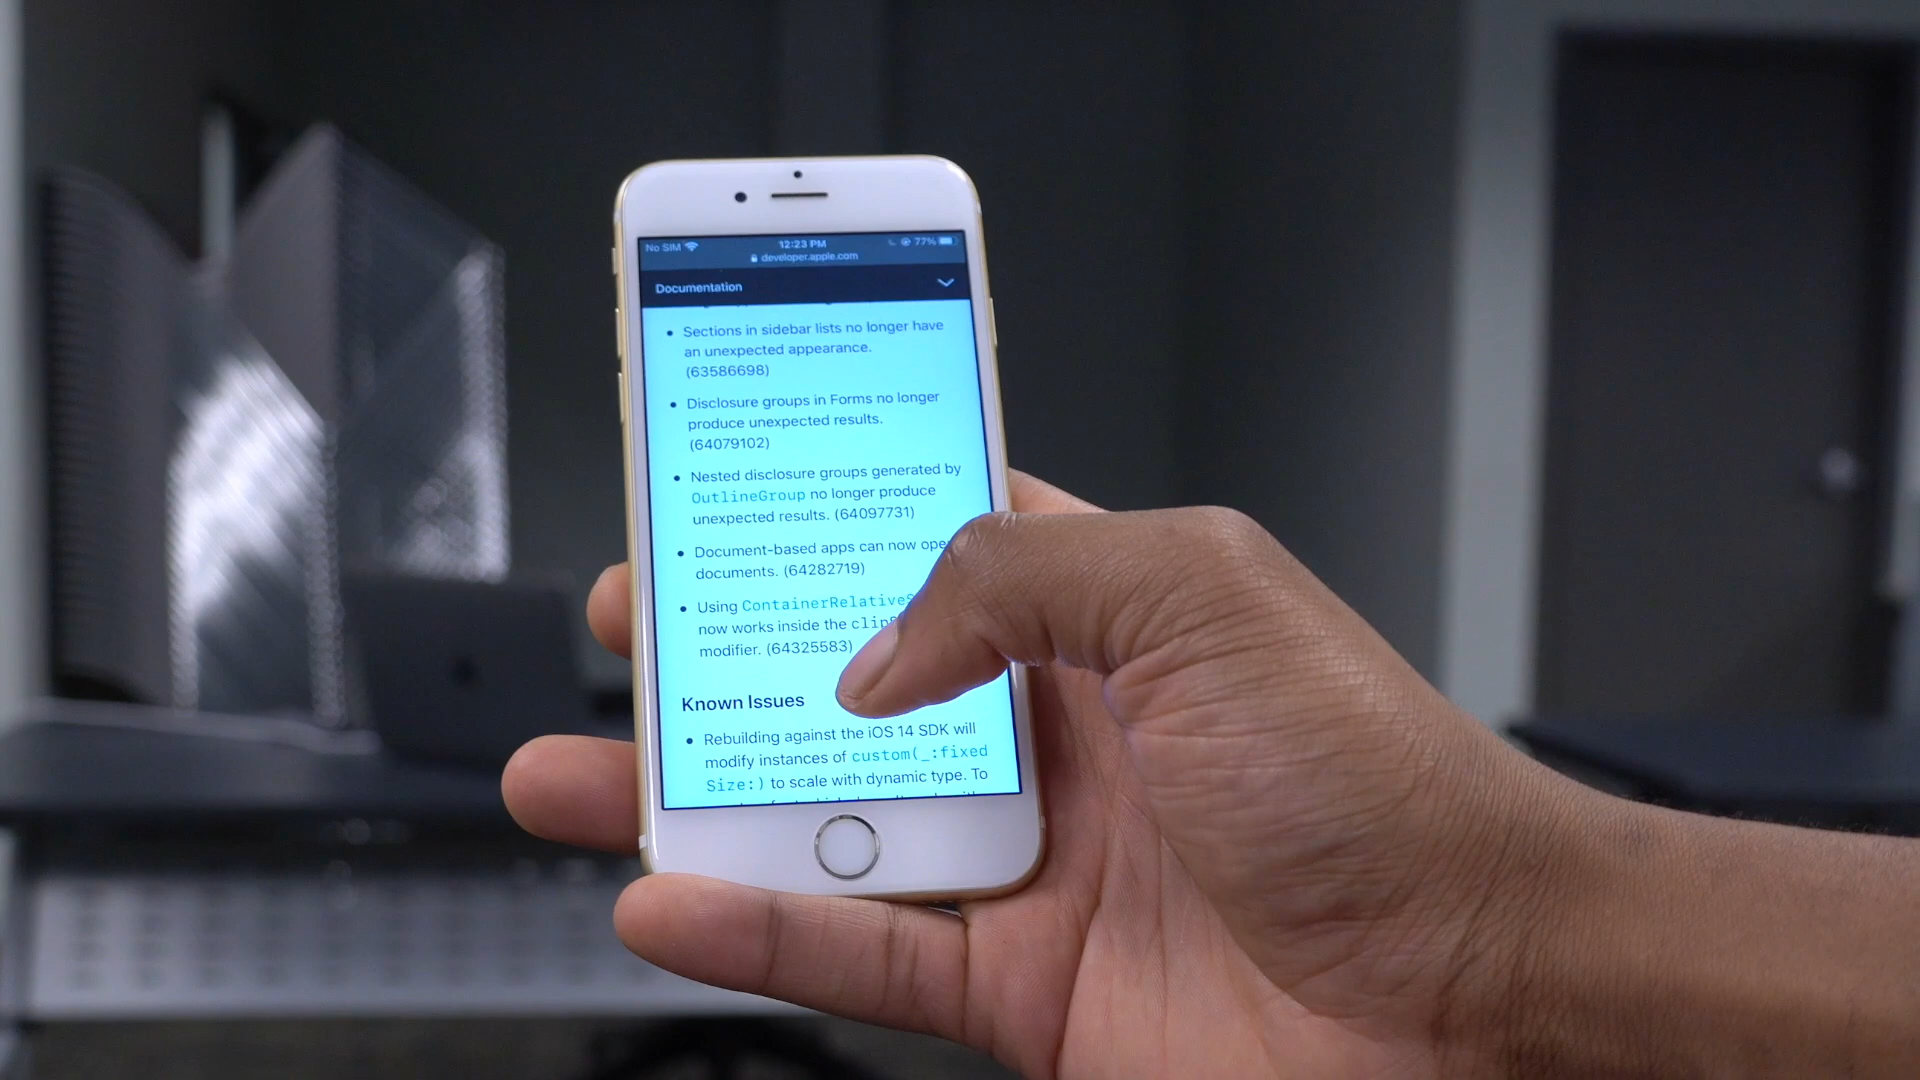 No SIM 12:23 PM 77%
developer.apple.com
Documentation
• Sections in sidebar lists no longer have
an unexpected appearance.
(63586698)
• Disclosure groups in Forms no longer
produce unexpected results.
(64079102)
• Nested disclosure groups generated by
OutlineGroup no longer produce
unexpected results. (64097731)
• Document-based apps can now ope
documents. (64282719)
• Using ContainerRelativeS
now works inside the clip
modifier. (64325583)
Known Issues
• Rebuilding against the iOS 14 SDK will
modify instances of custom(_:fixed
Size:) to scale with dynamic type. To